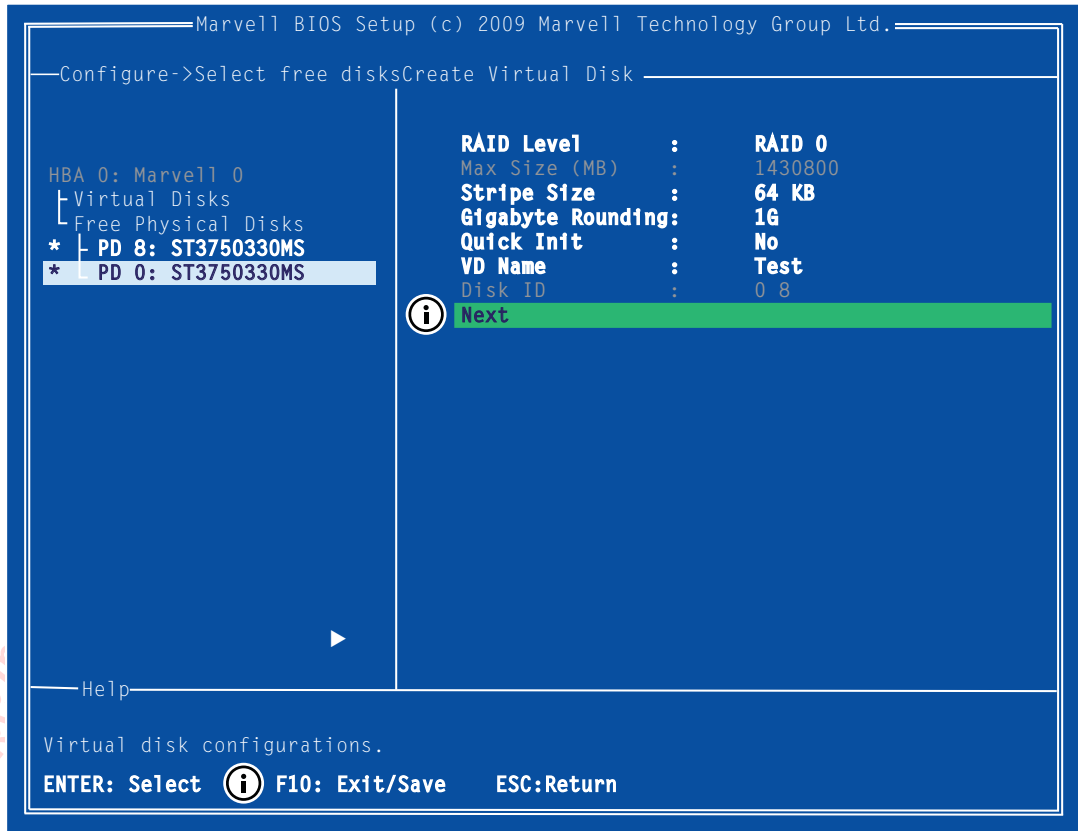 Marvell BIOS Setup (c) 2009 Marvell Technology Group Ltd.
Configure->Select free disksCreate Virtual Disk
HBA 0: Marvell 0
Virtual Disks
Free Physical Disks
* PD 8: ST3750330MS
* PD 0: ST3750330MS
RAID Level : RAID 0
Max Size (MB) : 1430800
Stripe Size : 64 KB
Gigabyte Rounding: 1G
Quick Init : No
VD Name : Test
Disk ID : 0 8
i Next
Help
Virtual disk configurations.
ENTER: Select i F10: Exit/Save ESC:Return